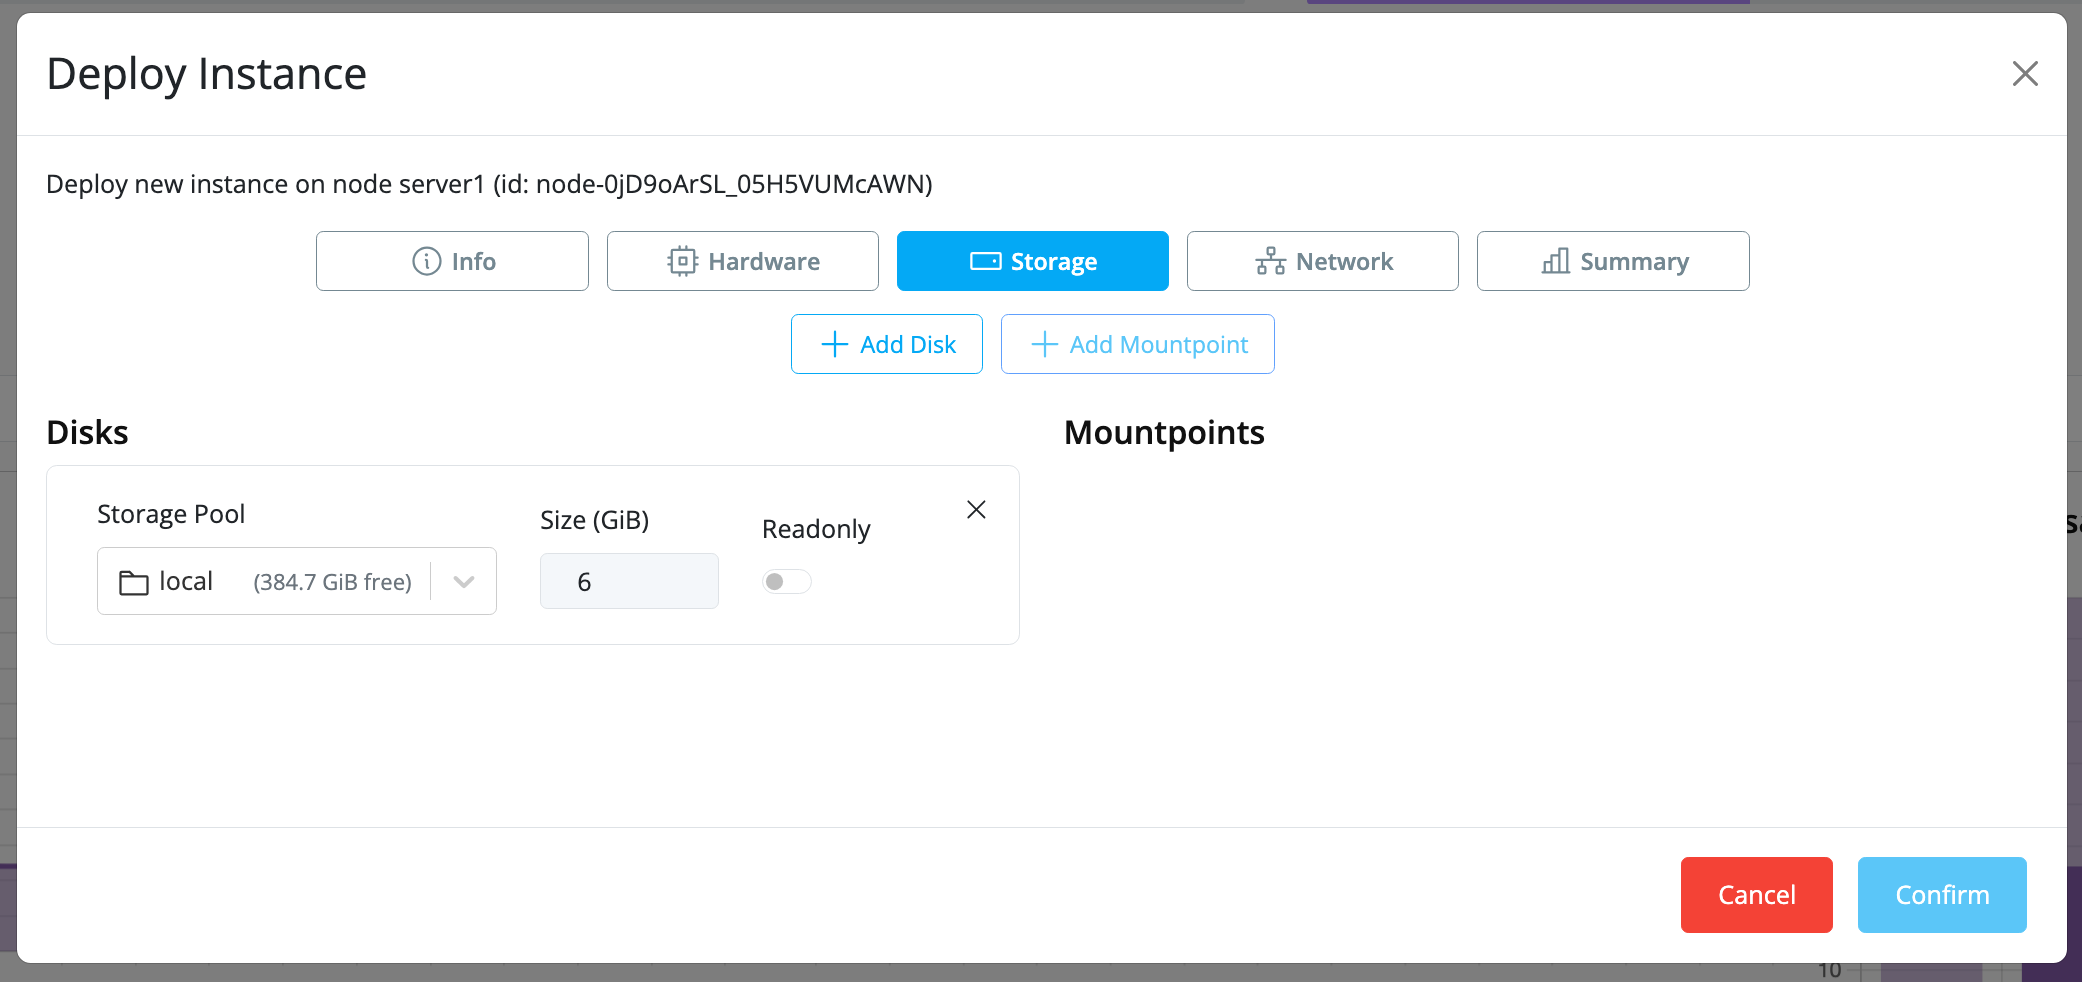 Deploy Instance
Deploy new instance on node server1 (id: node-0jD9oArSL_05H5VUMcAWN)
Info
Hardware
Storage
Network
Summary
Add Disk
Add Mountpoint
Disks
Mountpoints
Storage Pool
Size (GiB)
Readonly
local (384.7 GiB free)
6
Cancel
Confirm
10